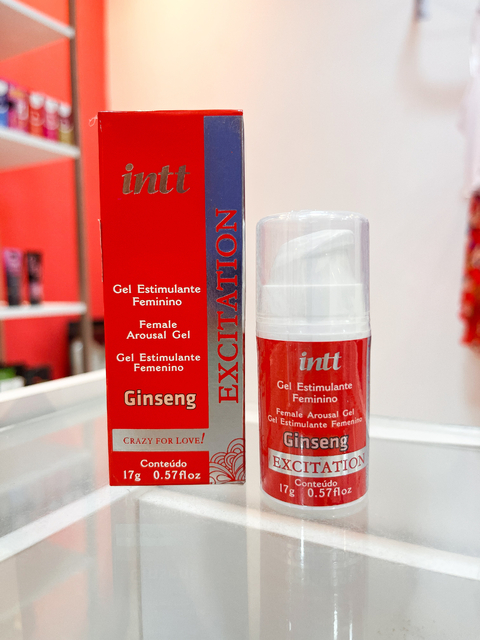 intt
Gel Estimulante
Feminino
Female
Arousal Gel
Gel Estimulante
Femenino
Ginseng
CRAZY FOR LOVE!
Conteúdo
17g 0.57floz
EXCITATION
intt
Gel Estimulante
Feminino
Female Arousal Gel
Gel Estimulante Femenino
Ginseng
EXCITATION
Conteúdo
17g 0.57floz